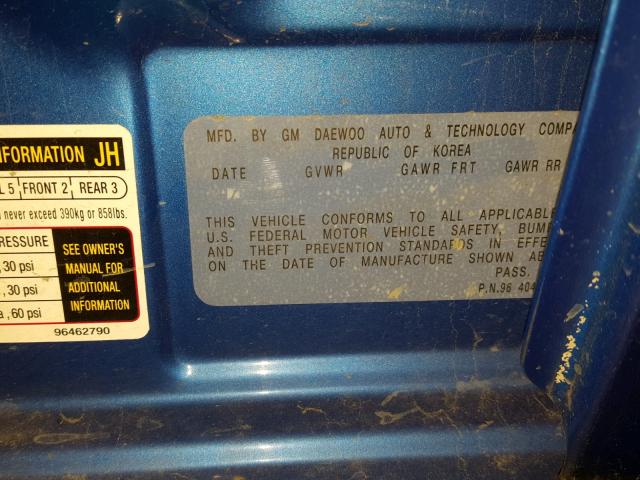 NFORMATION JH
L 5 FRONT 2 REAR 3
never exceed 390kg or 858lbs.
RESSURE
SEE OWNER'S
MANUAL FOR
ADDITIONAL
INFORMATION
, 30 psi
, 30 psi
a , 60 psi
96462790
MFD. BY GM DAEWOO AUTO & TECHNOLOGY COMPA
REPUBLIC OF KOREA
DATE GVWR GAWR FRT GAWR RR
THIS VEHICLE CONFORMS TO ALL APPLICABLE
U.S. FEDERAL MOTOR VEHICLE SAFETY, BUMP
AND THEFT PREVENTION STANDARDS IN EFFE
ON THE DATE OF MANUFACTURE SHOWN AB
PASS.
P.N.96 404